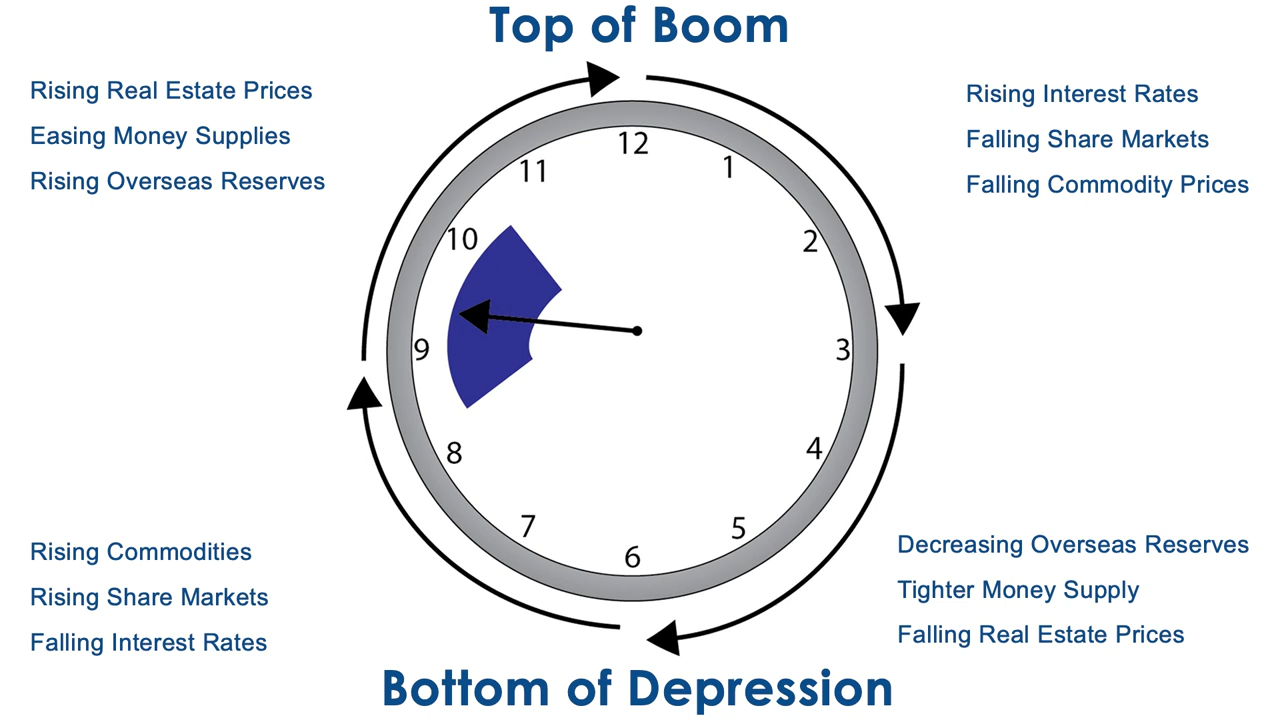 Top of Boom
Rising Real Estate Prices
Easing Money Supplies
Rising Overseas Reserves
Rising Interest Rates
Falling Share Markets
Falling Commodity Prices
12
1
2
3
4
5
6
7
8
9
10
11
Rising Commodities
Rising Share Markets
Falling Interest Rates
Decreasing Overseas Reserves
Tighter Money Supply
Falling Real Estate Prices
Bottom of Depression